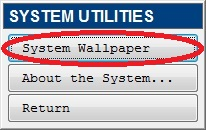 SYSTEM UTILITIES
System Wallpaper
About the System...
Return